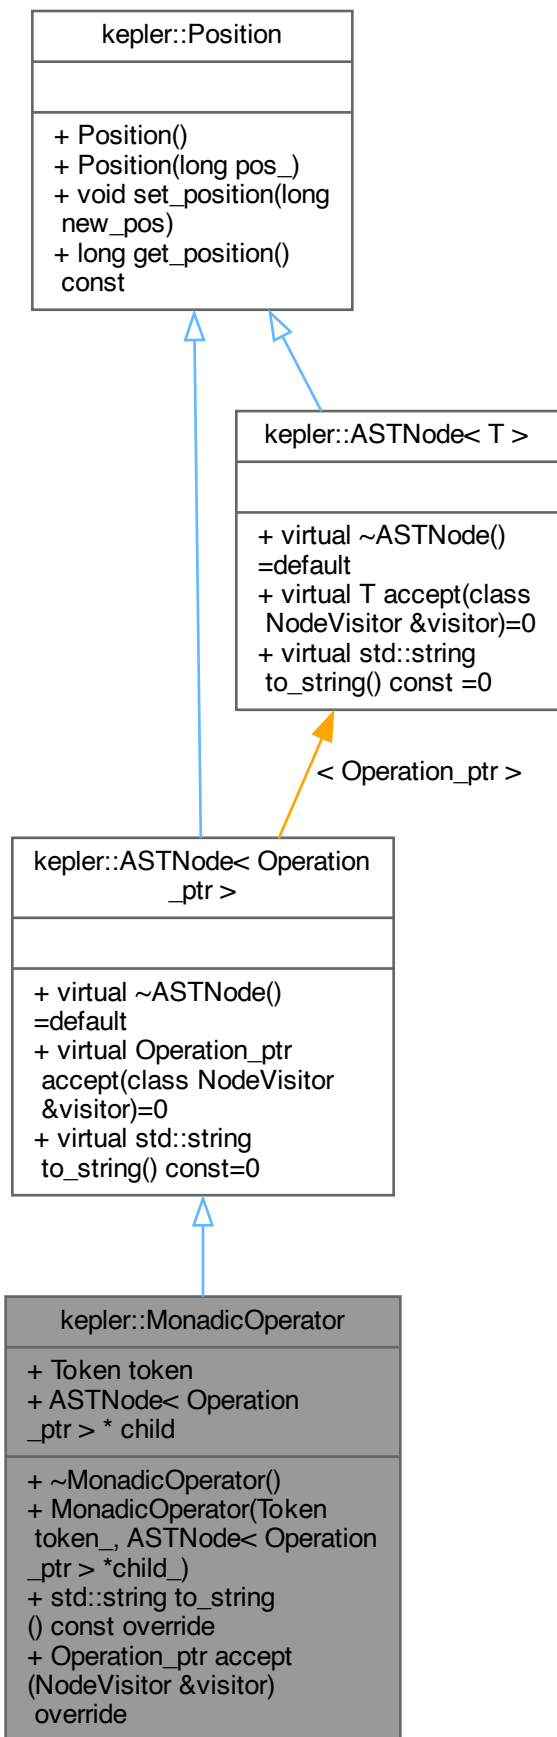 kepler::Position
+ Position()
+ Position(long pos_)
+ void set_position(long
new_pos)
+ long get_position()
const
kepler::ASTNode< T >
+ virtual ~ASTNode()
=default
+ virtual T accept(class
NodeVisitor &visitor)=0
+ virtual std::string
to_string() const =0
< Operation_ptr >
kepler::ASTNode< Operation
_ptr >
+ virtual ~ASTNode()
=default
+ virtual Operation_ptr
accept(class NodeVisitor
&visitor)=0
+ virtual std::string
to_string() const=0
kepler::MonadicOperator
+ Token token
+ ASTNode< Operation
_ptr > * child
+ ~MonadicOperator()
+ MonadicOperator(Token
token_, ASTNode< Operation
_ptr > *child_)
+ std::string to_string
() const override
+ Operation_ptr accept
(NodeVisitor &visitor)
override